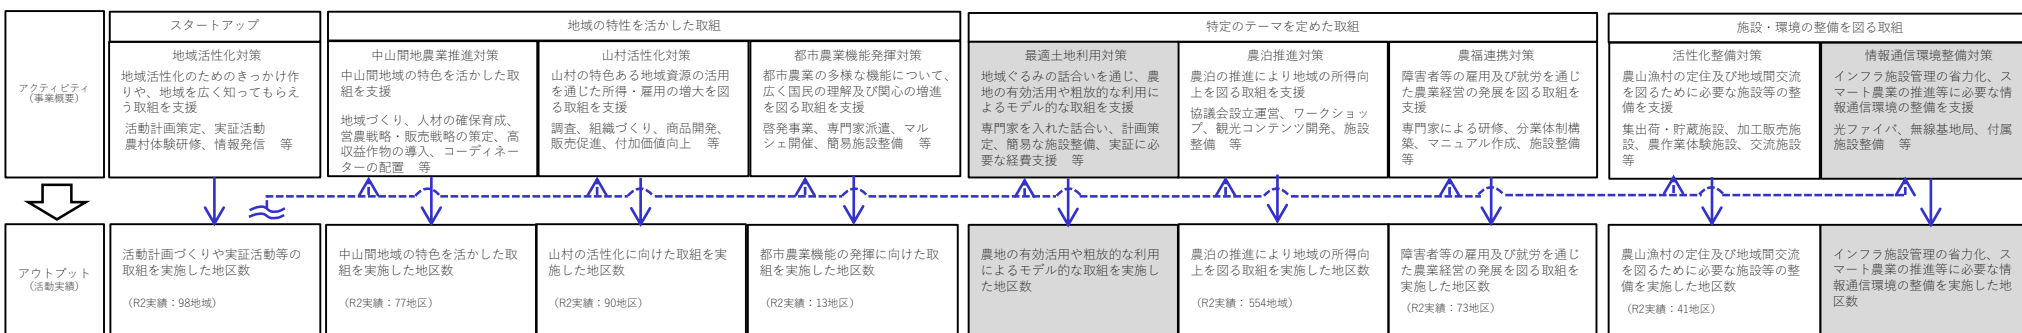 アクティビティ
（事業概要）
スタートアップ
地域活性化対策
地域活性化のためのきっかけ作
りや、地域を広く知ってもらえ
う取組を支援
活動計画策定、実証活動
農村体験研修、情報発信　等
地域の特性を活かした取組
中山間地農業推進対策
中山間地域の特色を活かした取
組を支援
地域づくり、人材の確保育成、
営農戦略・販売戦略の策定、高
収益作物の導入、コーディネー
ターの配置　等
山村活性化対策
山村の特色ある地域資源の活用
を通じた所得・雇用の増大を図
る取組を支援
調査、組織づくり、商品開発、
販売促進、付加価値向上　等
都市農業機能発揮対策
都市農業の多様な機能について、
広く国民の理解及び関心の増進
を図る取組を支援
啓発事業、専門家派遣、マル
シェ開催、簡易施設整備　等
特定のテーマを定めた取組
最適土地利用対策
地域ぐるみの話合いを通じ、農
地の有効活用や粗放的な利用に
よるモデル的な取組を支援
専門家を入れた話合い、計画策
定、簡易な施設整備、実証に必
要な経費支援　等
農泊推進対策
農泊の推進により地域の所得向
上を図る取組を支援
協議会設立運営、ワークショッ
プ、観光コンテンツ開発、施設
整備　等
農福連携対策
障害者等の雇用及び就労を通じ
た農業経営の発展を図る取組を
支援
専門家による研修、分業体制構
築、マニュアル作成、施設整備
等
施設・環境の整備を図る取組
活性化整備対策
農山漁村の定住及び地域間交流
を図るために必要な施設等の整
備を支援
集出荷・貯蔵施設、加工販売施
設、農作業体験施設、交流施設
等
情報通信環境整備対策
インフラ施設管理の省力化、ス
マート農業の推進等に必要な情
報通信環境の整備を支援
光ファイバ、無線基地局、付属
施設整備　等
アウトプット
（活動実績）
活動計画づくりや実証活動等の
取組を実施した地区数
（R2実績：98地域）
中山間地域の特色を活かした取
組を実施した地区数
（R2実績：77地区）
山村の活性化に向けた取組を実
施した地区数
（R2実績：90地区）
都市農業機能の発揮に向けた取
組を実施した地区数
（R2実績：13地区）
農地の有効活用や粗放的な利用
によるモデル的な取組を実施し
た地区数
農泊の推進により地域の所得向
上を図る取組を実施した地区数
（R2実績：554地域）
障害者等の雇用及び就労を通じ
た農業経営の発展を図る取組を
実施した地区数
（R2実績：73地区）
農山漁村の定住及び地域間交流
を図るために必要な施設等の整
備を実施した地区数
（R2実績：41地区）
インフラ施設管理の省力化、ス
マート農業の推進等に必要な情
報通信環境の整備を実施した地
区数